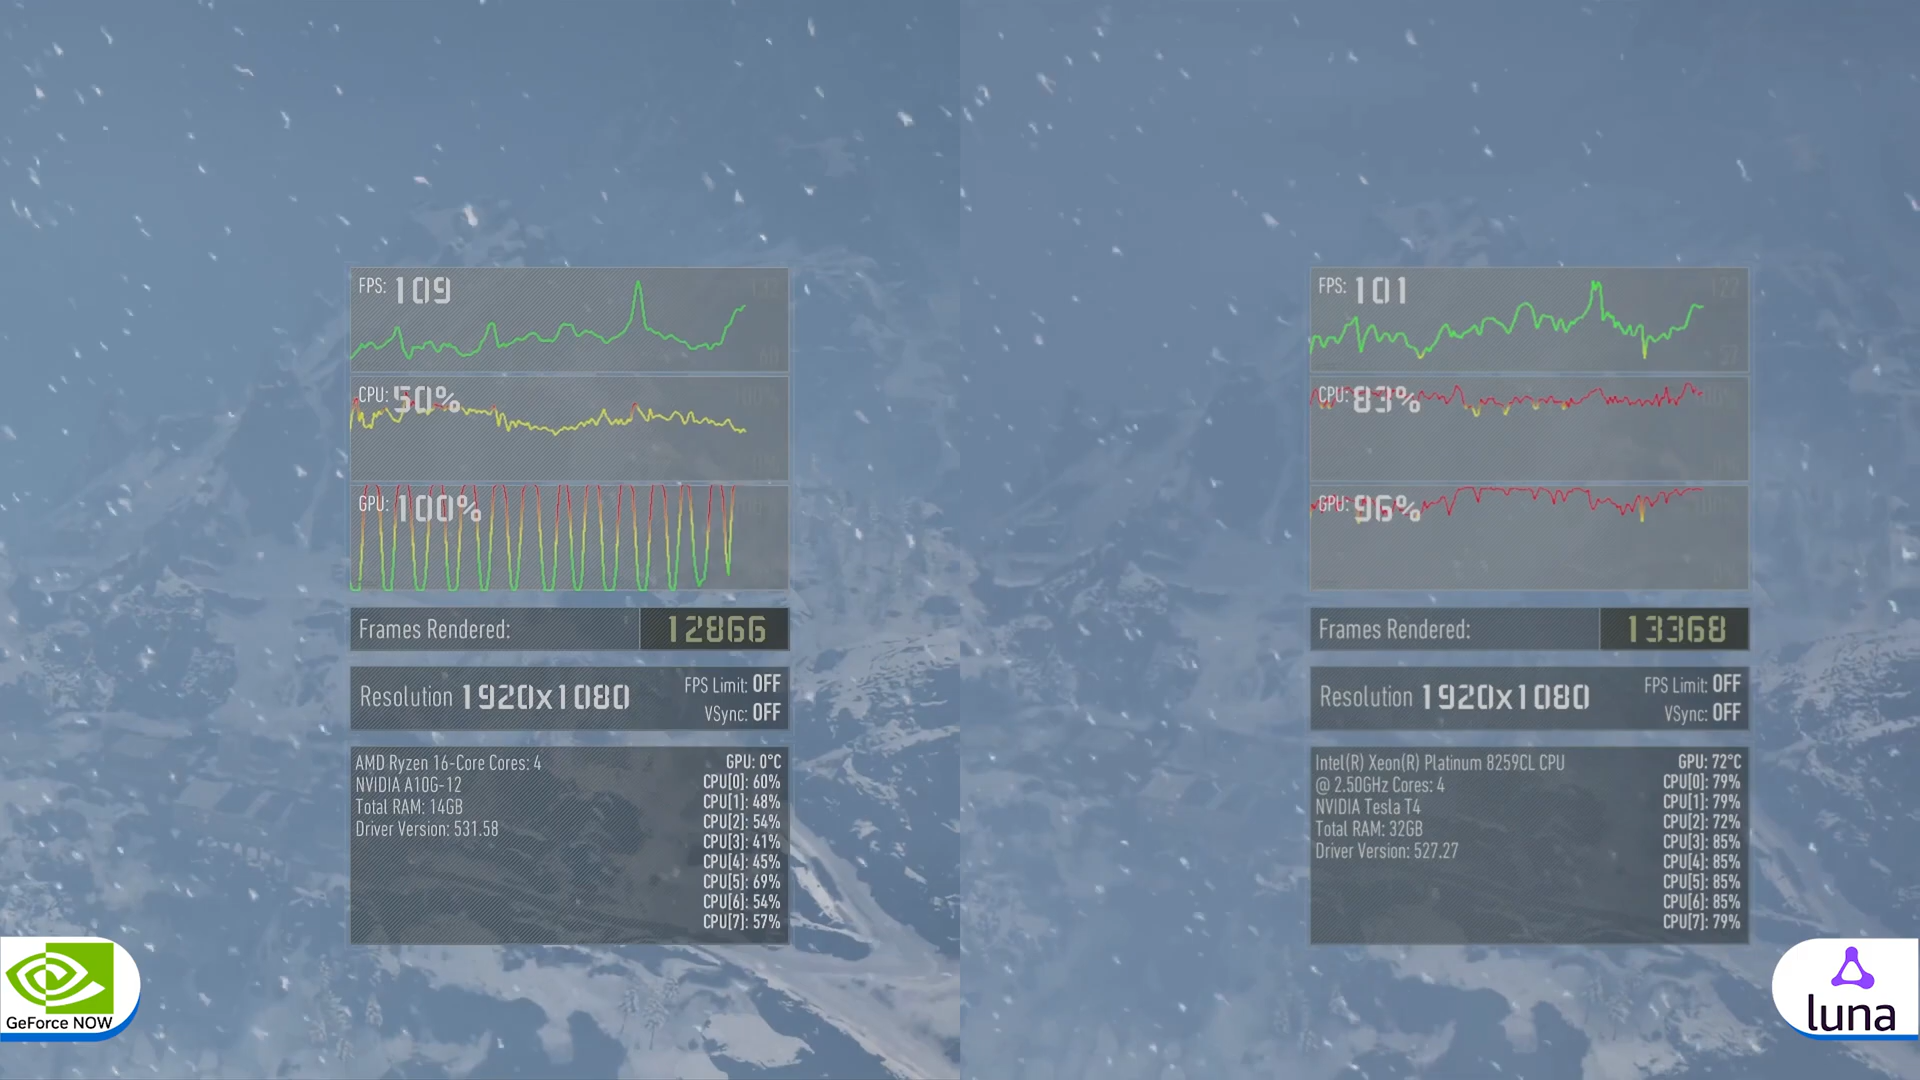 FPS: 109
CPU: 50%
GPU: 100%
Frames Rendered: 12866
Resolution 1920x1080
FPS Limit: OFF
VSync: OFF
AMD Ryzen 16-Core Cores: 4
NVIDIA A10G-12
Total RAM: 14GB
Driver Version: 531.58
GPU: 0°C
CPU[0]: 60%
CPU[1]: 48%
CPU[2]: 54%
CPU[3]: 41%
CPU[4]: 45%
CPU[5]: 69%
CPU[6]: 54%
CPU[7]: 57%
GeForce NOW
FPS: 101
CPU: 83%
GPU: 96%
Frames Rendered: 13368
Resolution 1920x1080
FPS Limit: OFF
VSync: OFF
Intel(R) Xeon(R) Platinum 8259CL CPU
@ 2.50GHz Cores: 4
NVIDIA Tesla T4
Total RAM: 32GB
Driver Version: 527.27
GPU: 72°C
CPU[0]: 79%
CPU[1]: 79%
CPU[2]: 72%
CPU[3]: 85%
CPU[4]: 85%
CPU[5]: 85%
CPU[6]: 85%
CPU[7]: 79%
luna